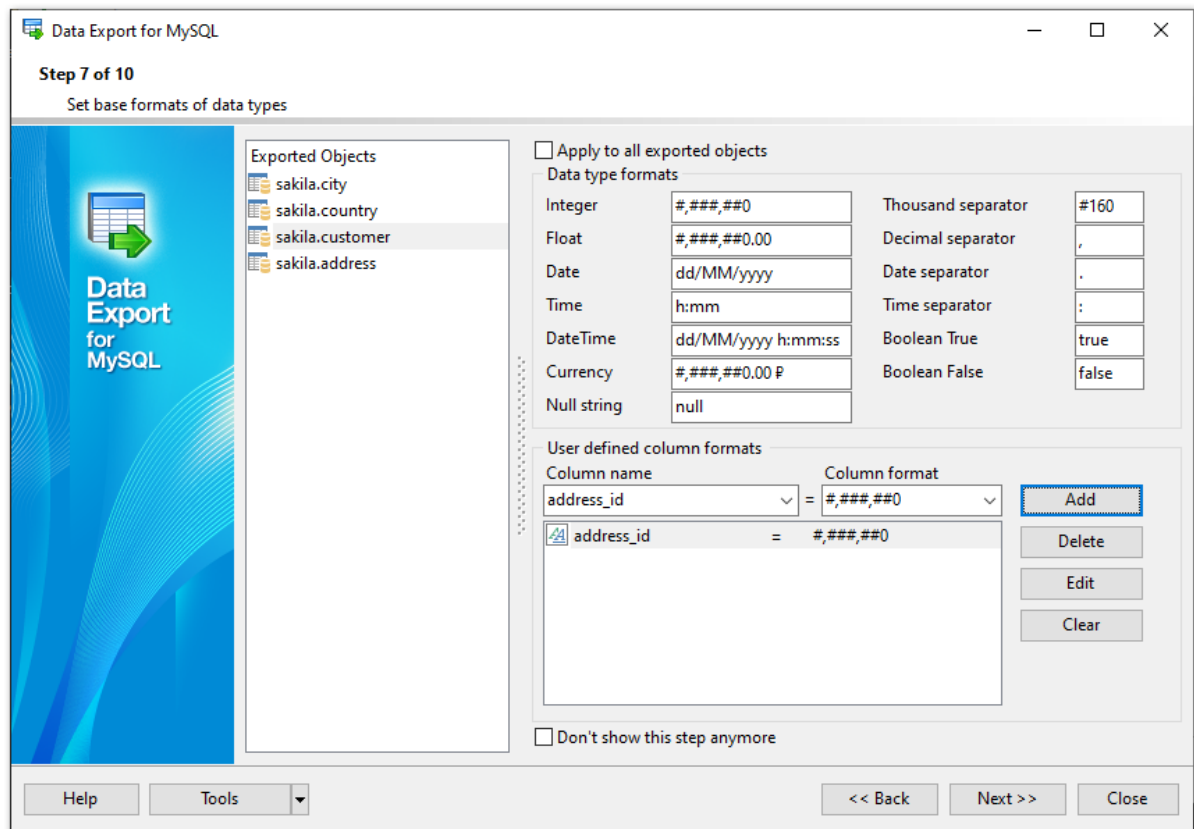 Data Export for MySQL
Step 7 of 10
Set base formats of data types
Data
Export
for
MySQL
Exported Objects
sakila.city
sakila.country
sakila.customer
sakila.address
Apply to all exported objects
Data type formats
Integer #,###,##0 Thousand separator #160
Float #,###,##0.00 Decimal separator ,
Date dd/MM/yyyy Date separator .
Time h:mm Time separator :
DateTime dd/MM/yyyy h:mm:ss Boolean True true
Currency #,###,##0.00 ₽ Boolean False false
Null string null
User defined column formats
Column name Column format
address_id = #,###,##0 Add
address_id = #,###,##0
Delete
Edit
Clear
Don't show this step anymore
Help Tools << Back Next >> Close